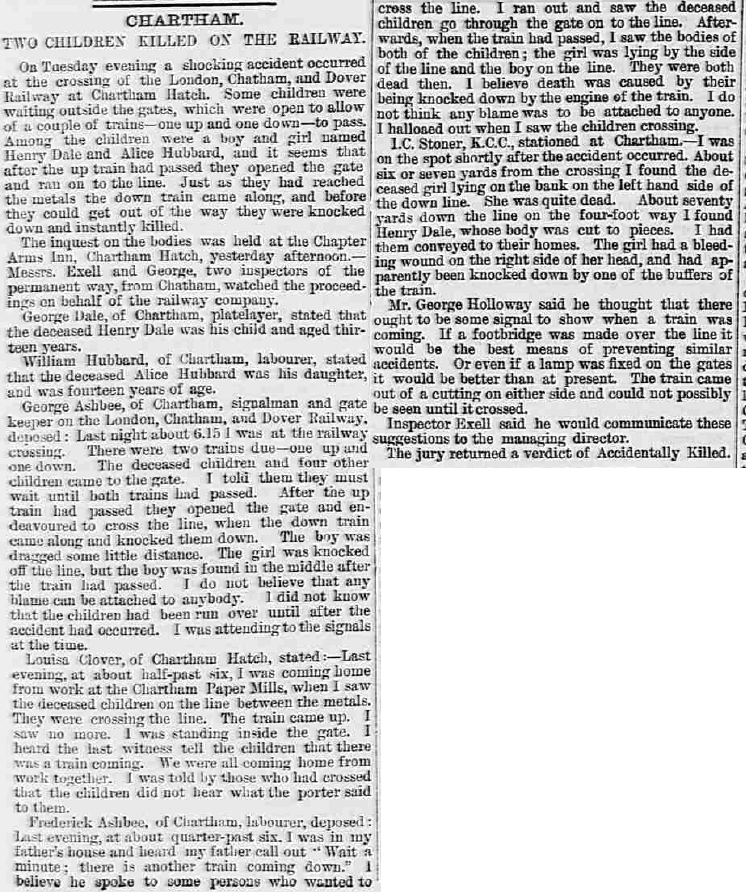 CHARTHAM.
TWO CHILDREN KILLED ON THE RAILWAY.
On Tuesday evening a shocking accident occurred
at the crossing of the London, Chatham, and Dover
Railway at Chartham Hatch. Some children were
waiting outside the gates, which were open to allow
of a couple of trains—one up and one down—to pass.
Among the children were a boy and girl named
Henry Dale and Alice Hubbard, and it seems that
after the up train had passed they opened the gate
and ran on to the line. Just as they had reached
the metals the down train came along, and before
they could get out of the way they were knocked
down and instantly killed.
The inquest on the bodies was held at the Chapter
Arms Inn, Chartham Hatch, yesterday afternoon.—
Messrs. Exell and George, two inspectors of the
permanent way, from Chatham, watched the proceed-
ings on behalf of the railway company.
George Dale, of Chartham, platelayer, stated that
the deceased Henry Dale was his child and aged thir-
teen years.
William Hubbard, of Chartham, labourer, stated
that the deceased Alice Hubbard was his daughter,
and was fourteen years of age.
George Ashbee, of Chartham, signalman and gate
keeper on the London, Chatham, and Dover Railway,
deposed: Last night about 6.15 I was at the railway
crossing. There were two trains due—one up and
one down. The deceased children and four other
children came to the gate. I told them they must
wait until both trains had passed. After the up
train had passed they opened the gate and en-
deavoured to cross the line, when the down train
came along and knocked them down. The boy was
dragged some little distance. The girl was knocked
off the line, but the boy was found in the middle after
the train had passed. I do not believe that any
blame can be attached to anybody. I did not know
that the children had been run over until after the
accident had occurred. I was attending to the signals
at the time.
Louisa Clover, of Chartham Hatch, stated:—Last
evening, at about half-past six, I was coming home
from work at the Chartham Paper Mills, when I saw
the deceased children on the line between the metals.
They were crossing the line. The train came up. I
saw no more. I was standing inside the gate. I
heard the last witness tell the children that there
was a train coming. We were all coming home from
work together. I was told by those who had crossed
that the children did not hear what the porter said
to them.
Frederick Ashbee, of Chartham, labourer, deposed:
Last evening, at about quarter-past six, I was in my
father's house and heard my father call out "Wait a
minute; there is another train coming down." I
believe he spoke to some persons who wanted to
cross the line. I ran out and saw the deceased
children go through the gate on to the line. After-
wards, when the train had passed, I saw the bodies of
both of the children; the girl was lying by the side
of the line and the boy on the line. They were both
dead then. I believe death was caused by their
being knocked down by the engine of the train. I do
not think any blame was to be attached to anyone.
I halloaed out when I saw the children crossing.
I.C. Stoner, K.C.C., stationed at Chartham.—I was
on the spot shortly after the accident occurred. About
six or seven yards from the crossing I found the de-
ceased girl lying on the bank on the left hand side of
the down line. She was quite dead. About seventy
yards down the line on the four-foot way I found
Henry Dale, whose body was cut to pieces. I had
them conveyed to their homes. The girl had a bleed-
ing wound on the right side of her head, and had ap-
parently been knocked down by one of the buffers of
the train.
Mr. George Holloway said he thought that there
ought to be some signal to show when a train was
coming. If a footbridge was made over the line it
would be the best means of preventing similar
accidents. Or even if a lamp was fixed on the gates
it would be better than at present. The train came
out of a cutting on either side and could not possibly
be seen until it crossed.
Inspector Exell said he would communicate these
suggestions to the managing director.
The jury returned a verdict of Accidentally Killed.